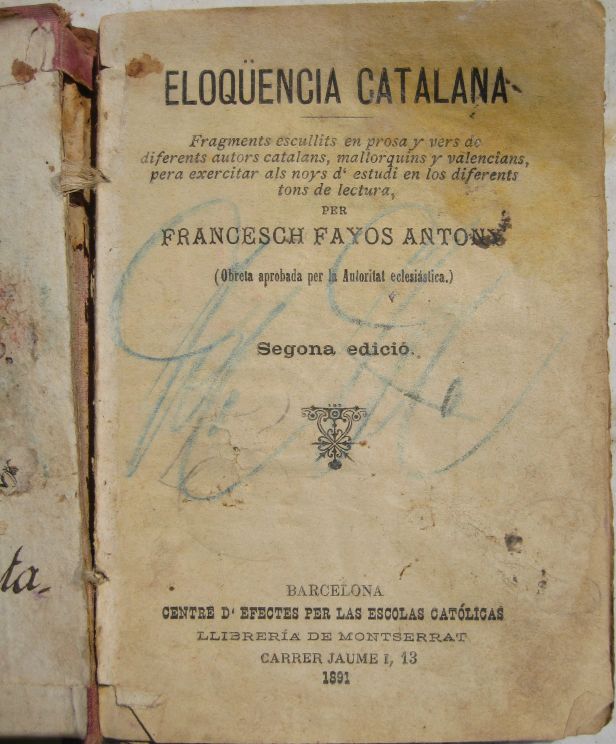 ELOQÜENCIA CATALANA
Fragments escullits en prosa y vers de
diferents autors catalans, mallorquins y valencians,
pera exercitar als noys d' estudi en los diferents
tons de lectura,
PER
FRANCESCH FAYOS ANTONY
(Obreta aprobada per la Autoritat eclesiástica.)
Segona edició.
BARCELONA
CENTRE D' EFECTES PER LAS ESCOLAS CATÓLICAS
LLIBRERÍA DE MONTSERRAT
CARRER JAUME I, 13
1891
ta.